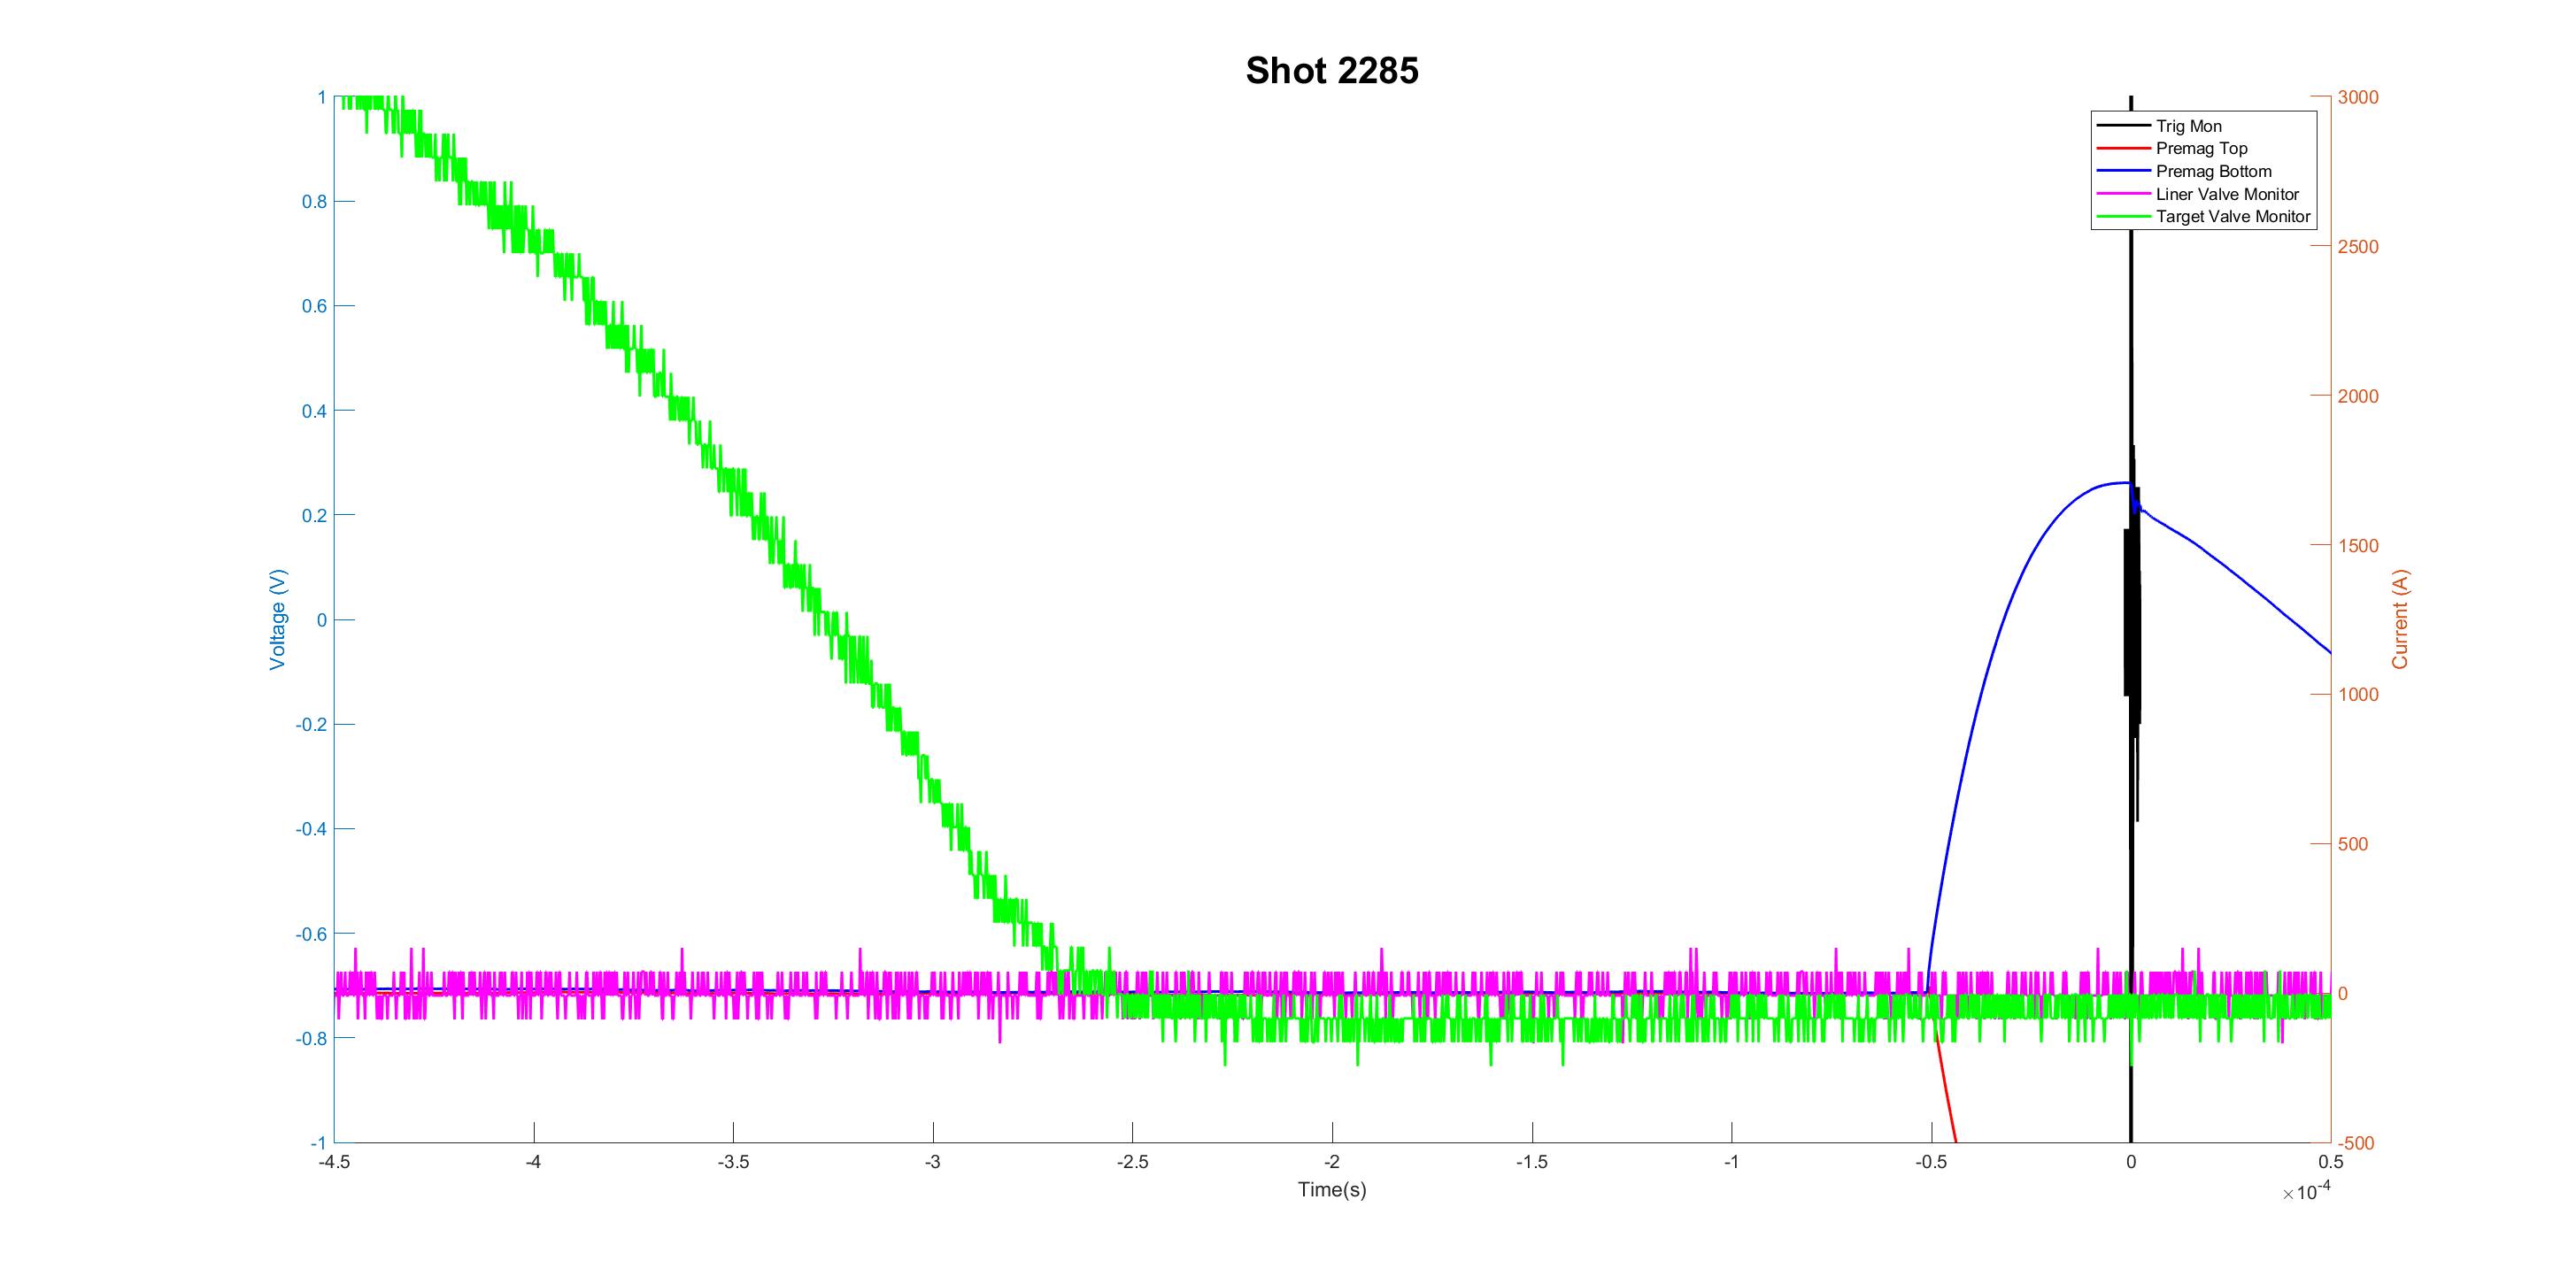 Shot 2285
1
0.8
0.6
0.4
0.2
0
-0.2
-0.4
-0.6
-0.8
-1
Voltage (V)
3000
2500
2000
1500
1000
500
0
-500
Current (A)
Trig Mon
Premag Top
Premag Bottom
Liner Valve Monitor
Target Valve Monitor
-4.5 -4 -3.5 -3 -2.5 -2 -1.5 -1 -0.5 0 0.5
Time(s)
×10-4